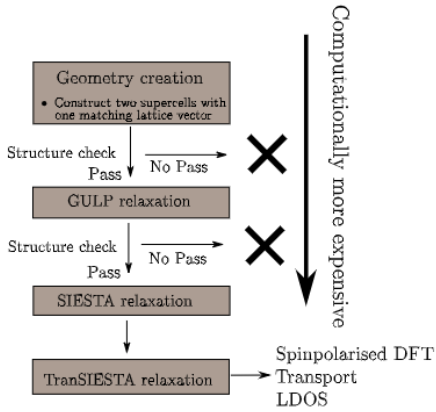 Geometry creation
• Construct two supercells with
one matching lattice vector
Structure check
No Pass
Pass
GULP relaxation
Structure check
No Pass
Pass
SIESTA relaxation
TranSIESTA relaxation
Spinpolarised DFT
Transport
LDOS
Computationally more expensive